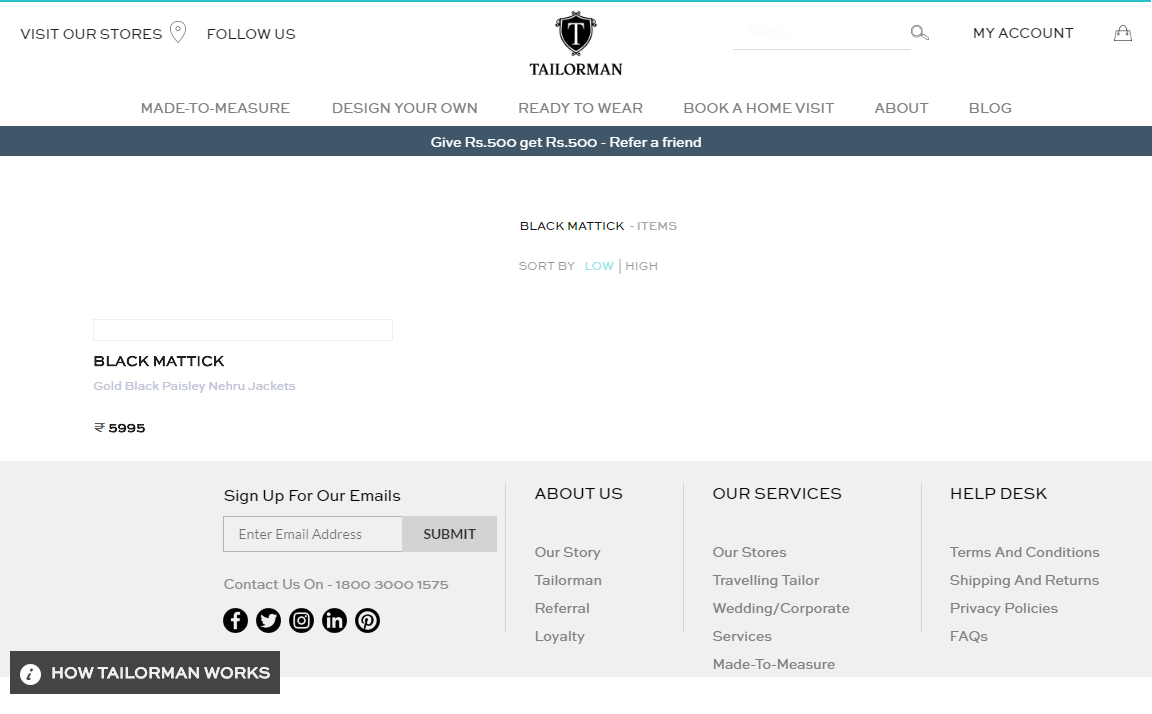 VISIT OUR STORES
FOLLOW US
T
TAILORMAN
MY ACCOUNT
MADE-TO-MEASURE
DESIGN YOUR OWN
READY TO WEAR
BOOK A HOME VISIT
ABOUT
BLOG
Give Rs.500 get Rs.500 - Refer a friend
BLACK MATTICK - ITEMS
SORT BY LOW | HIGH
BLACK MATTICK
Gold Black Paisley Nehru Jackets
₹ 5995
Sign Up For Our Emails
Enter Email Address
SUBMIT
Contact Us On - 1800 3000 1575
ABOUT US
Our Story
Tailorman
Referral
Loyalty
OUR SERVICES
Our Stores
Travelling Tailor
Wedding/Corporate
Services
Made-To-Measure
HELP DESK
Terms And Conditions
Shipping And Returns
Privacy Policies
FAQs
HOW TAILORMAN WORKS